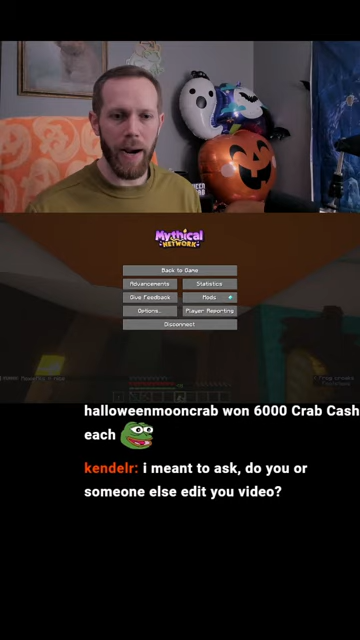 Mythical
NETWORK
Back to Game
Advancements
Statistics
Give Feedback
Mods
Options...
Player Reporting
Disconnect
halloweenmooncrab won 6000 Crab Cash
each
kendelr: i meant to ask, do you or
someone else edit you video?